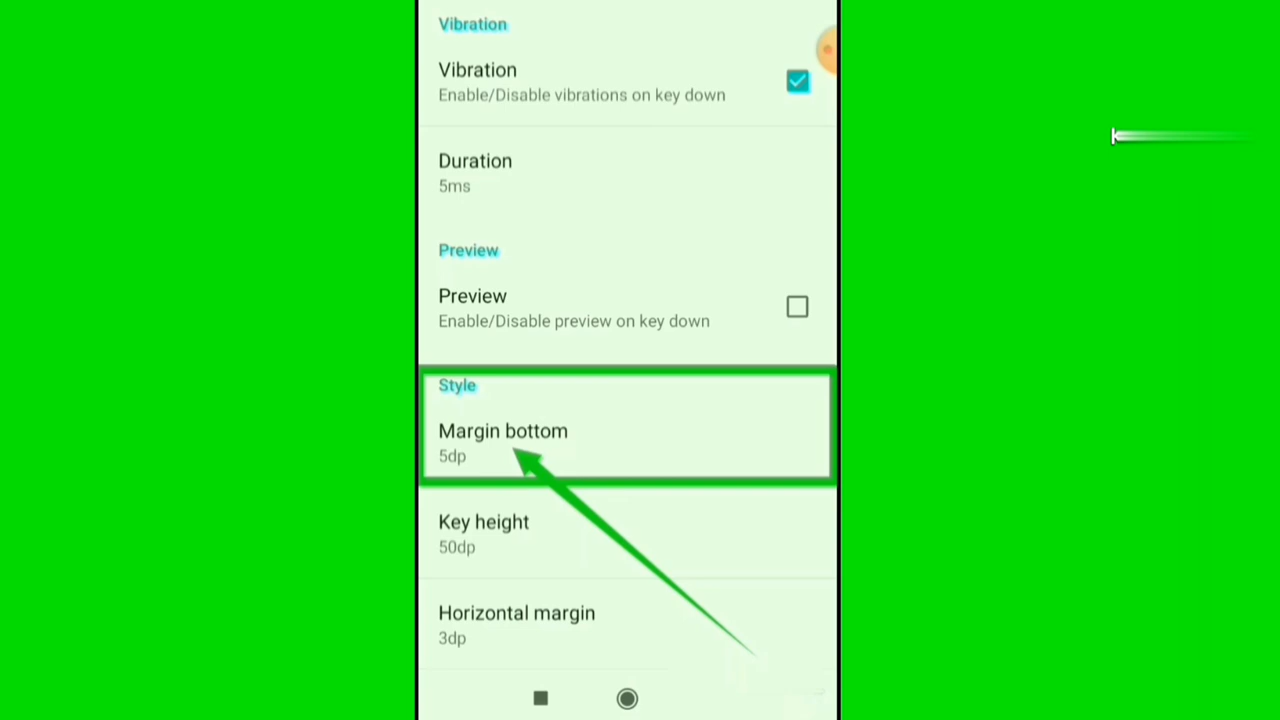 Vibration
Vibration
Enable/Disable vibrations on key down
Duration
5ms
Preview
Preview
Enable/Disable preview on key down
Style
Margin bottom
5dp
Key height
50dp
Horizontal margin
3dp